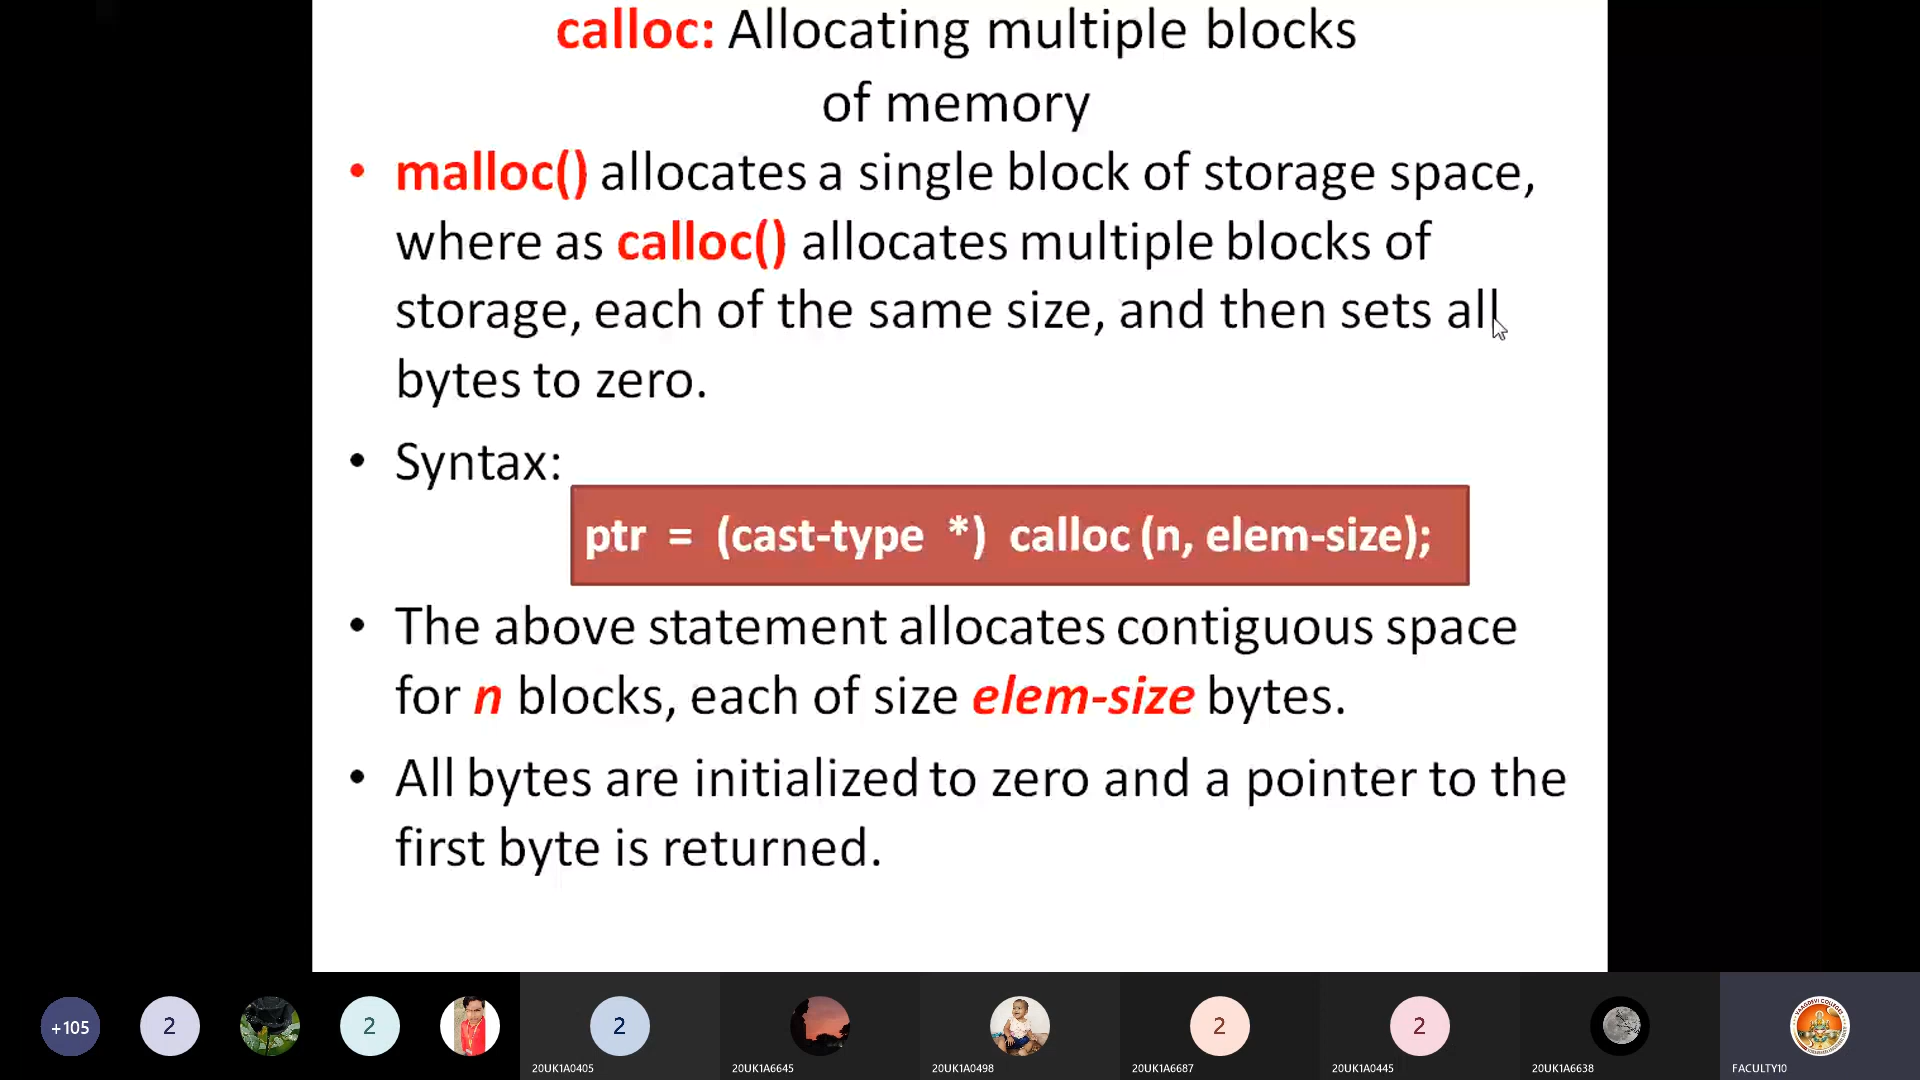 calloc: Allocating multiple blocks
of memory
• malloc() allocates a single block of storage space,
where as calloc() allocates multiple blocks of
storage, each of the same size, and then sets all
bytes to zero.
• Syntax:
ptr = (cast-type *) calloc (n, elem-size);
• The above statement allocates contiguous space
for n blocks, each of size elem-size bytes.
• All bytes are initialized to zero and a pointer to the
first byte is returned.
+105
2
2
2
20UK1A0405
20UK1A6645
20UK1A0498
2
20UK1A6687
2
20UK1A0445
20UK1A6638
FACULTY10